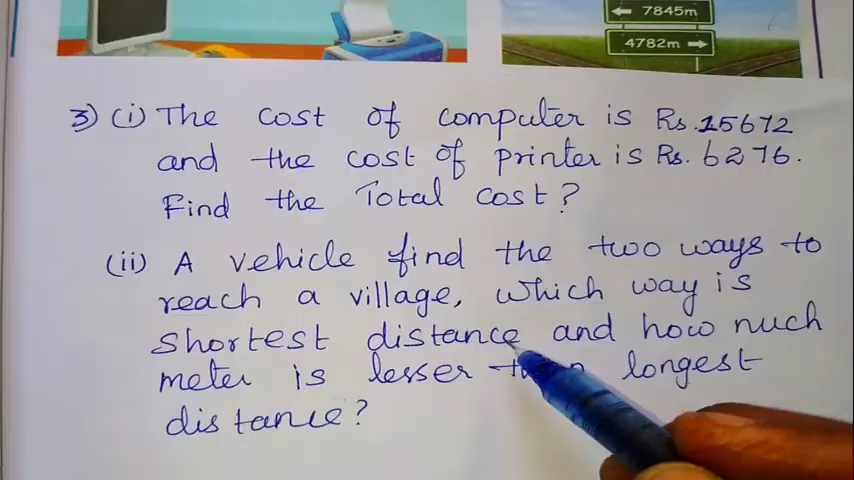 ← 7845m
4782m →
3) (i) The cost of computer is Rs. 15672
and the cost of printer is Rs. 6276.
Find the Total cost?
(ii) A vehicle find the two ways to
reach a village, which way is
shortest distance and how nuch
meter is lesser longest
distance?